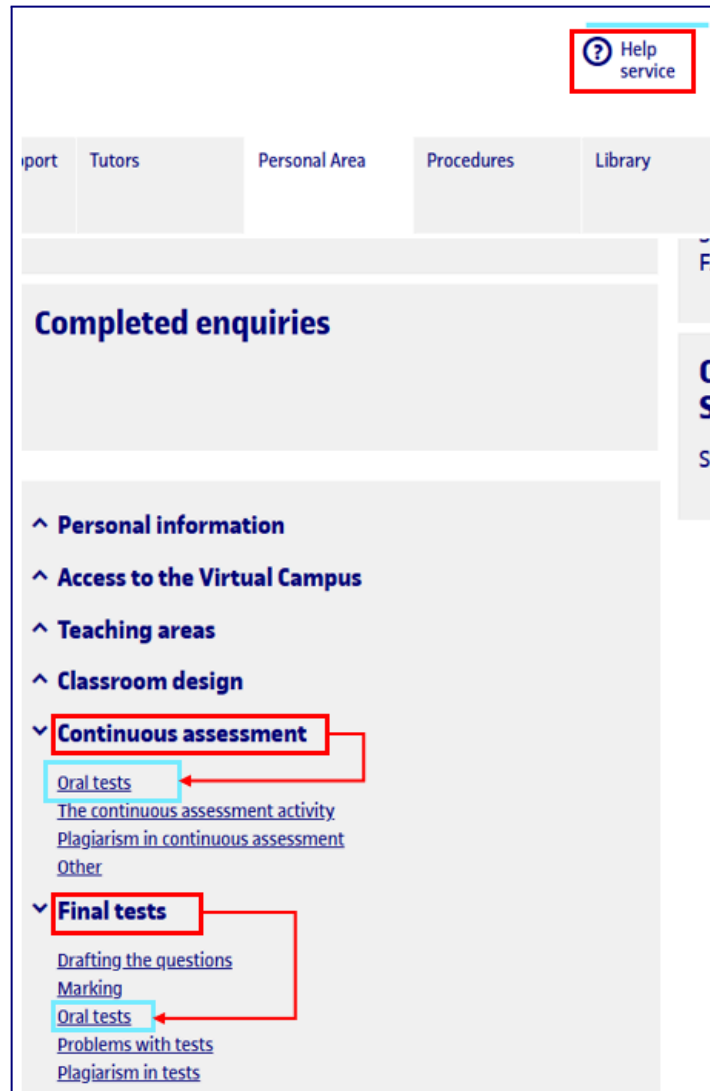 Help
service
Tutors
Personal Area
Procedures
Library
Completed enquiries
Personal information
Access to the Virtual Campus
Teaching areas
Classroom design
Continuous assessment
Oral tests
The continuous assessment activity
Plagiarism in continuous assessment
Other
Final tests
Drafting the questions
Marking
Oral tests
Problems with tests
Plagiarism in tests